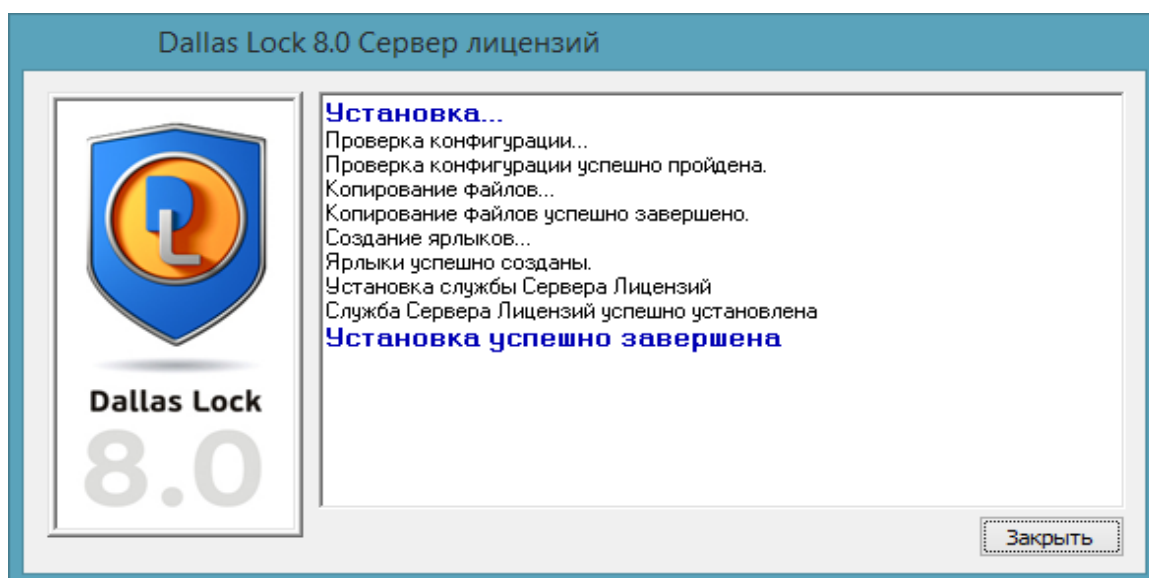 Dallas Lock 8.0 Сервер лицензий
DL
Dallas Lock
8.0
Установка...
Проверка конфигурации...
Проверка конфигурации успешно пройдена.
Копирование файлов...
Копирование файлов успешно завершено.
Создание ярлыков...
Ярлыки успешно созданы.
Установка службы Сервера Лицензий
Служба Сервера Лицензий успешно установлена
Установка успешно завершена
Закрыть